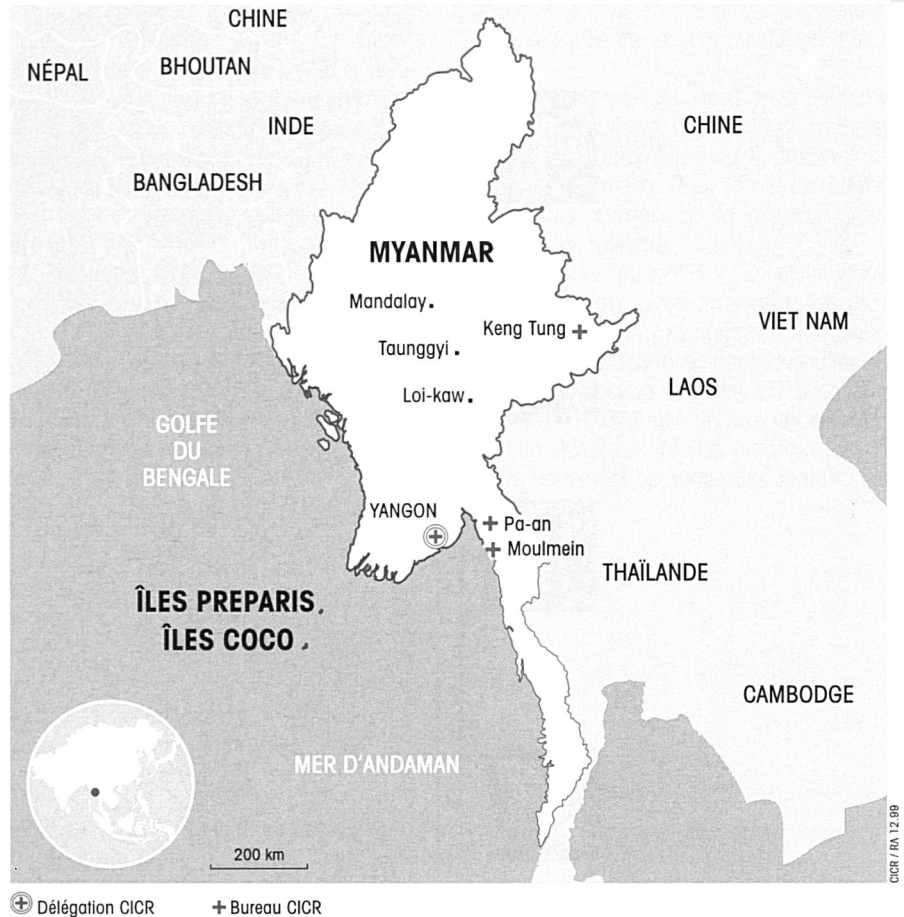 CHINE
NÉPAL
BHOUTAN
INDE
CHINE
BANGLADESH
MYANMAR
Mandalay
Keng Tung
VIET NAM
Taunggyi
LAOS
Loi-kaw
GOLFE
DU
BENGALE
YANGON
Pa-an
Moulmein
THAÏLANDE
ÎLES PREPARIS
ÎLES COCO
CAMBODGE
MER D'ANDAMAN
200 km
CICR / RA 12.99
Délégation CICR
Bureau CICR